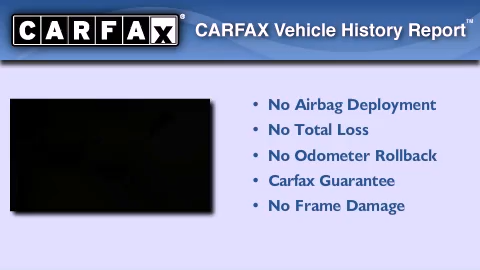 CARFAX® CARFAX Vehicle History Report™
• No Airbag Deployment
• No Total Loss
• No Odometer Rollback
• Carfax Guarantee
• No Frame Damage